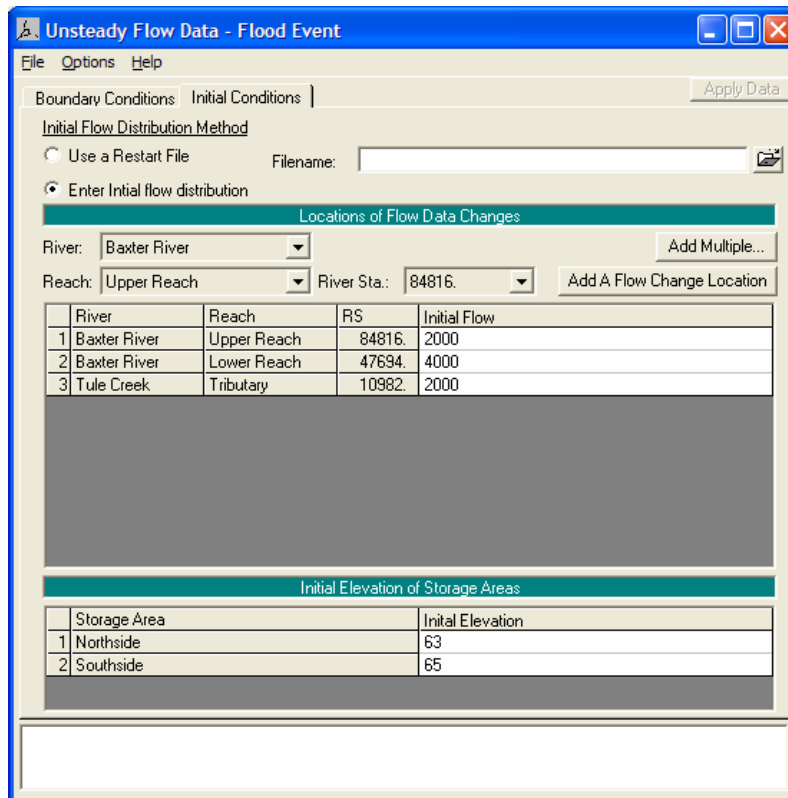 Unsteady Flow Data - Flood Event
File Options Help
Boundary Conditions Initial Conditions Apply Data
Initial Flow Distribution Method
Use a Restart File Filename:
Enter Intial flow distribution
Locations of Flow Data Changes
River: Baxter River Add Multiple...
Reach: Upper Reach River Sta.: 84816. Add A Flow Change Location
River Reach RS Initial Flow
1 Baxter River Upper Reach 84816. 2000
2 Baxter River Lower Reach 47694. 4000
3 Tule Creek Tributary 10982. 2000
Initial Elevation of Storage Areas
Storage Area Inital Elevation
1 Northside 63
2 Southside 65